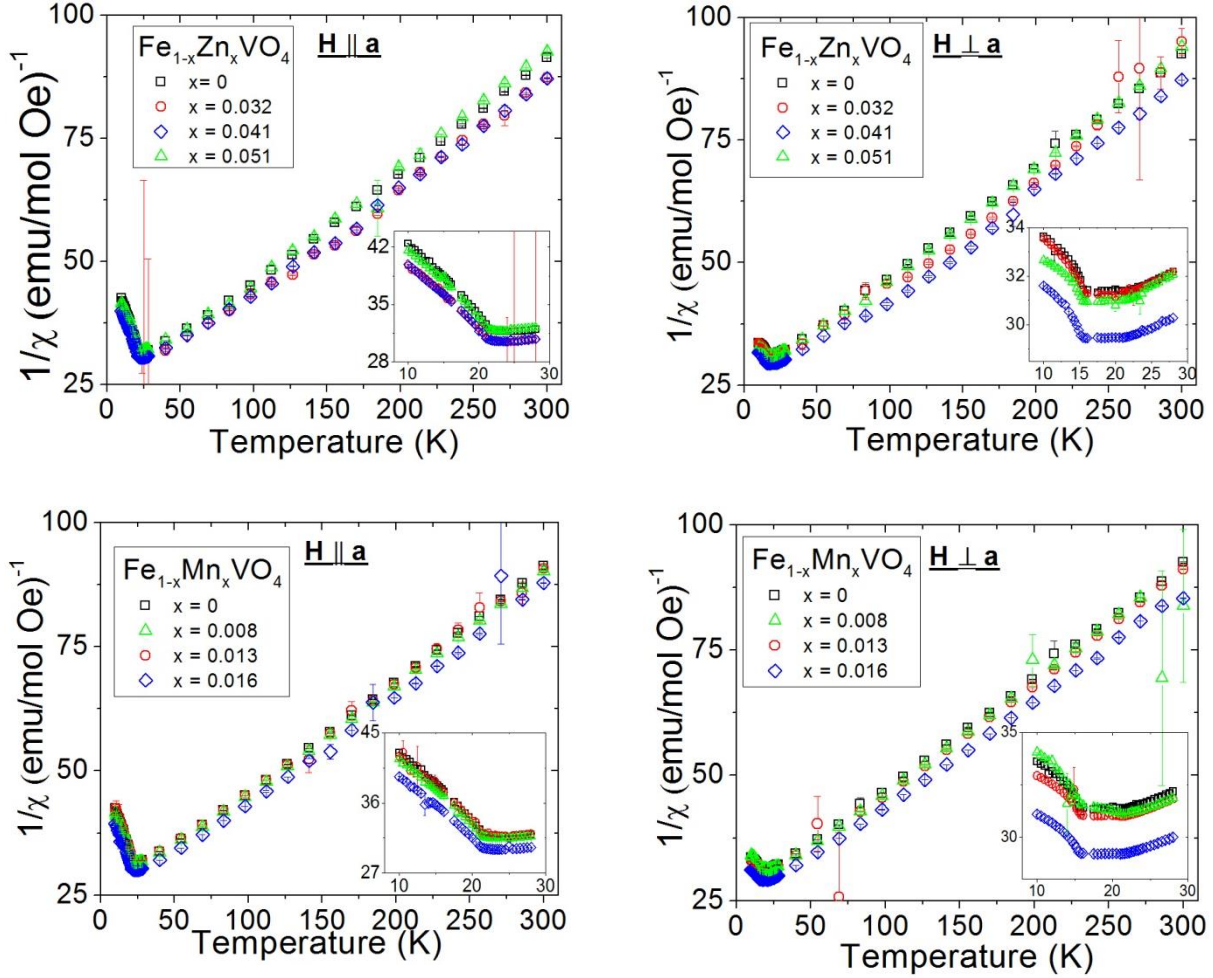 100
75
50
25
1/χ (emu/mol Oe)⁻¹
Fe₁₋ₓZnₓVO₄
H || a
x= 0
x = 0.032
x = 0.041
x = 0.051
42
35
28
10 20 30
0 50 100 150 200 250 300
Temperature (K)
100
75
50
25
1/χ (emu/mol Oe)⁻¹
Fe₁₋ₓZnₓVO₄
H ⊥ a
x= 0
x = 0.032
x = 0.041
x = 0.051
34
32
30
10 15 20 25 30
0 50 100 150 200 250 300
Temperature (K)
100
75
50
25
1/χ (emu/mol Oe)⁻¹
Fe₁₋ₓMnₓVO₄
H || a
x = 0
x = 0.008
x = 0.013
x = 0.016
45
36
27
10 20 30
0 50 100 150 200 250 300
Temperature (K)
100
75
50
25
1/χ (emu/mol Oe)⁻¹
Fe₁₋ₓMnₓVO₄
H ⊥ a
x = 0
x = 0.008
x = 0.013
x = 0.016
35
30
10 15 20 25 30
0 50 100 150 200 250 300
Temperature (K)